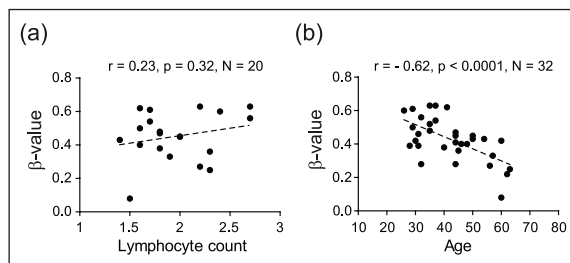 (a)
r = 0.23, p = 0.32, N = 20
β-value
0.8
0.6
0.4
0.2
0.0
1 1.5 2 2.5 3
Lymphocyte count
(b)
r = - 0.62, p < 0.0001, N = 32
β-value
0.8
0.6
0.4
0.2
0.0
10 20 30 40 50 60 70 80
Age